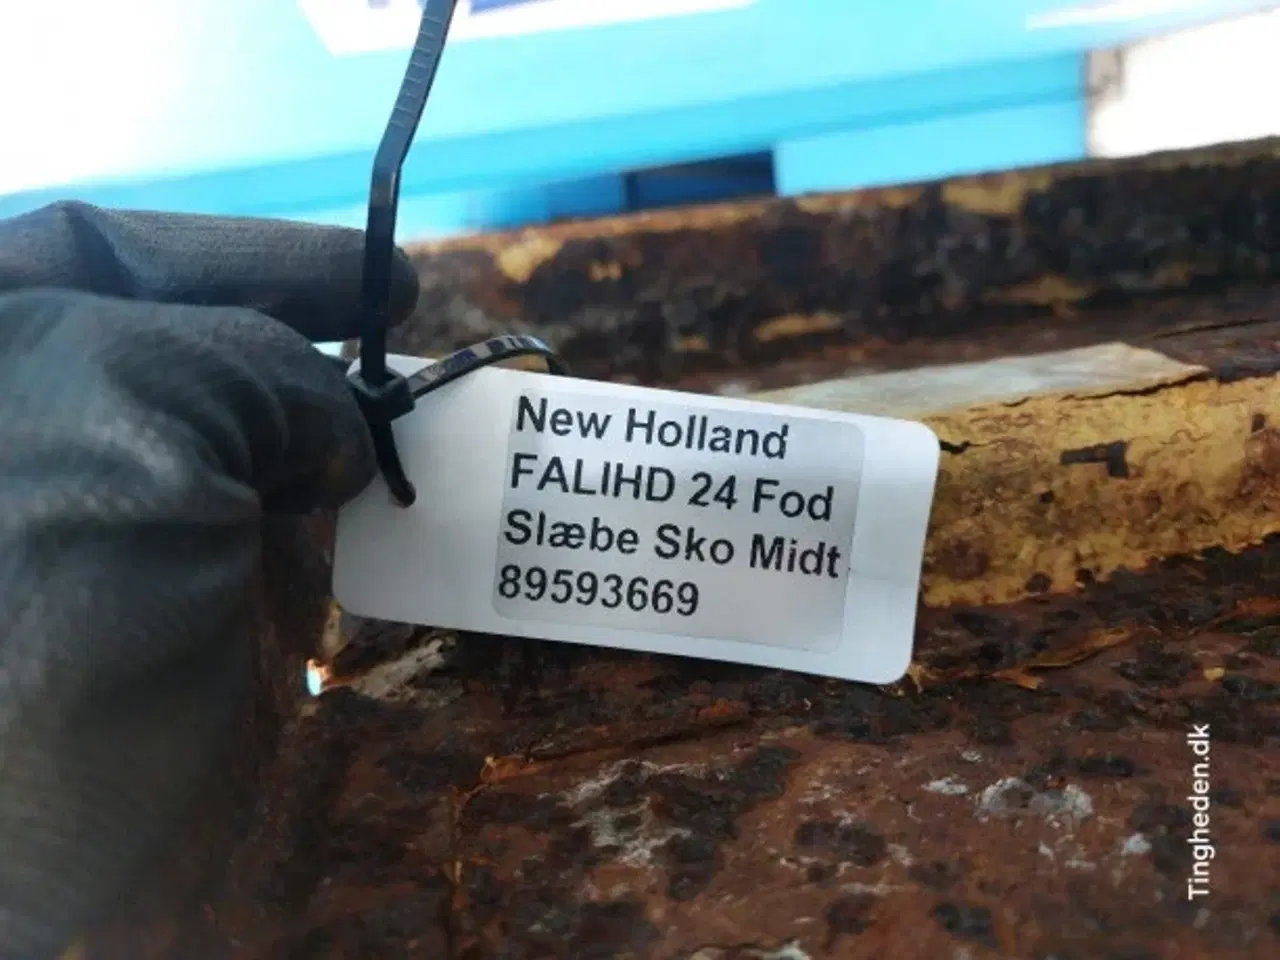 New Holland
FALIHD 24 Fod
Slæbe Sko Midt
89593669
Tingheden.dk